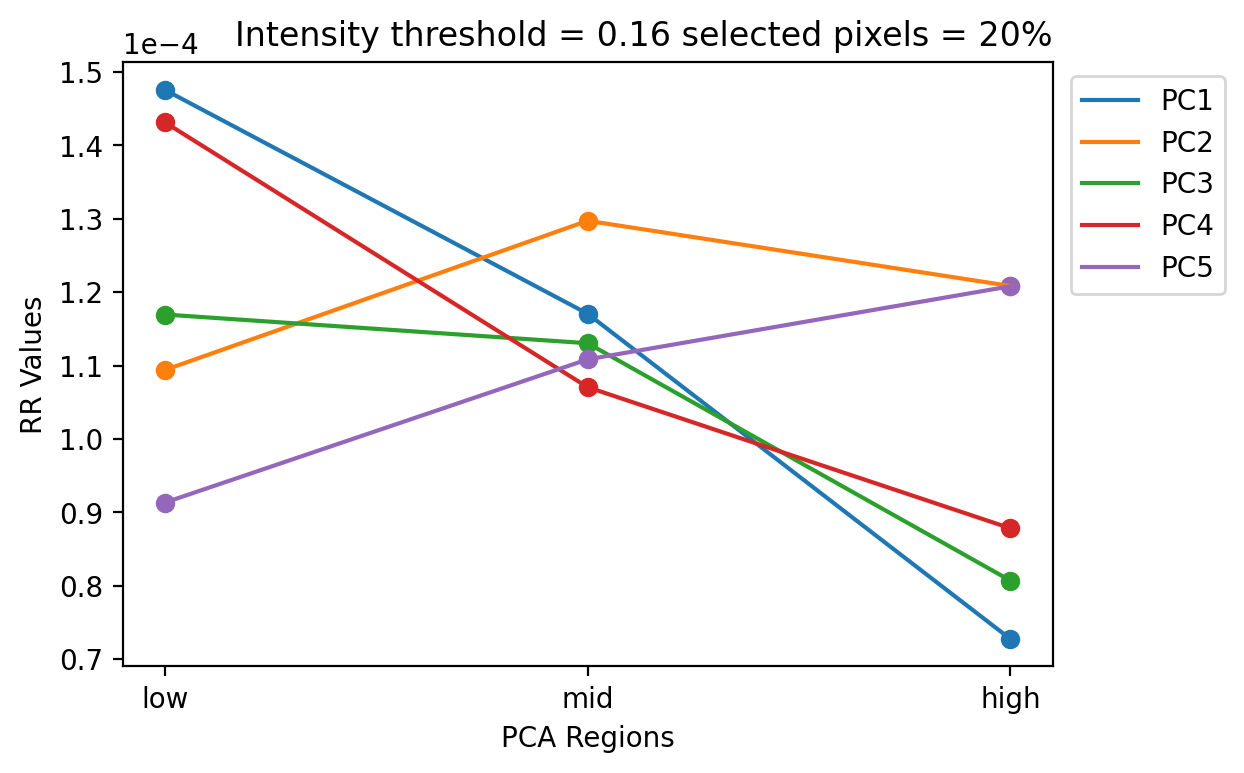 1e−4
Intensity threshold = 0.16 selected pixels = 20%
1.5
1.4
1.3
1.2
1.1
1.0
0.9
0.8
0.7
RR Values
low
mid
high
PCA Regions
PC1
PC2
PC3
PC4
PC5